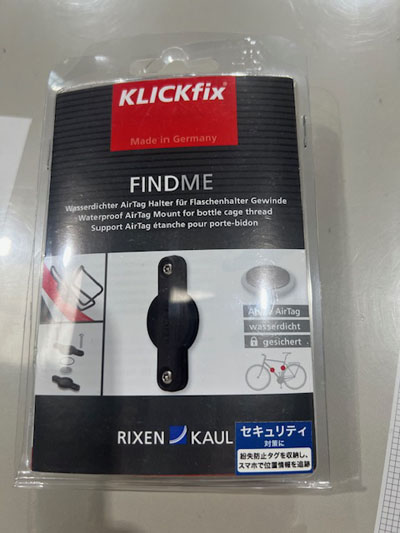 KLICKfix
Made in Germany
FINDME
Wasserdichter AirTag Halter für Flaschenhalter Gewinde
Waterproof AirTag Mount for bottle cage thread
Support AirTag étanche pour porte-bidon
AirTag
wasserdicht
gesichert
RIXEN KAUL
セキュリティ
対策に
紛失防止タグを収納し、
スマホで位置情報を追跡